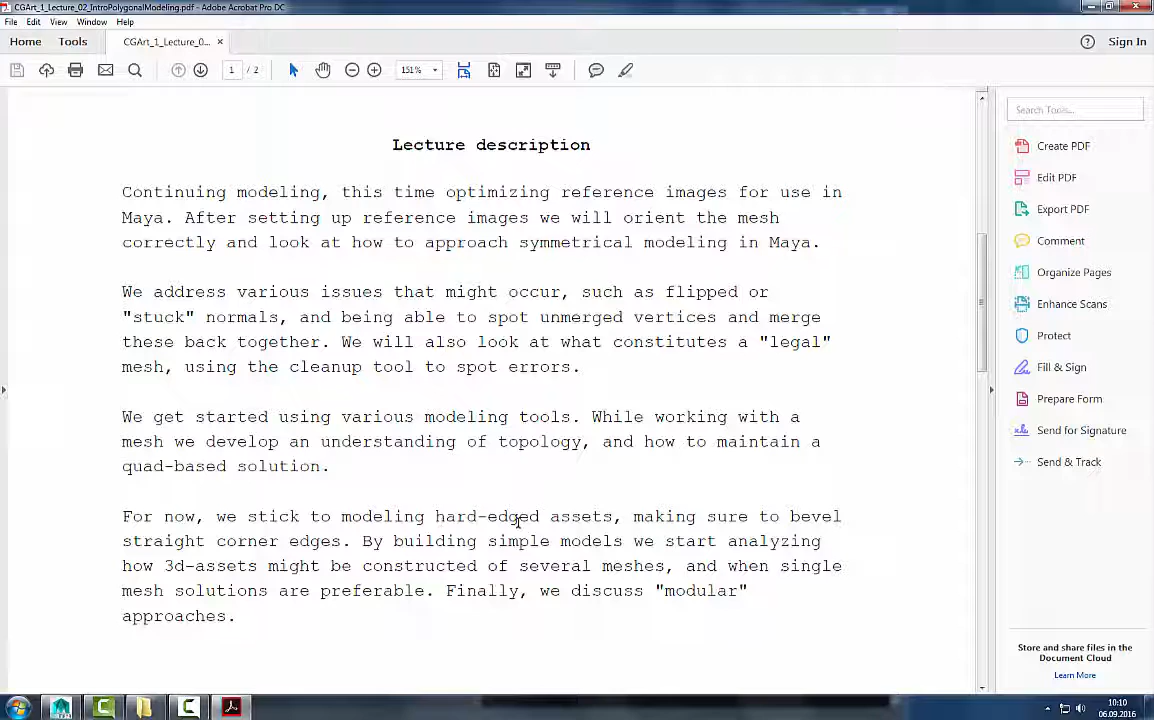 CGArt_1_Lecture_02_IntroPolygonalModeling.pdf - Adobe Acrobat Pro DC
File Edit View Window Help
Home Tools CGArt_1_Lecture_0... × Sign In
1 / 2 151%
Lecture description
Continuing modeling, this time optimizing reference images for use in
Maya. After setting up reference images we will orient the mesh
correctly and look at how to approach symmetrical modeling in Maya.
We address various issues that might occur, such as flipped or
"stuck" normals, and being able to spot unmerged vertices and merge
these back together. We will also look at what constitutes a "legal"
mesh, using the cleanup tool to spot errors.
We get started using various modeling tools. While working with a
mesh we develop an understanding of topology, and how to maintain a
quad-based solution.
For now, we stick to modeling hard-edged assets, making sure to bevel
straight corner edges. By building simple models we start analyzing
how 3d-assets might be constructed of several meshes, and when single
mesh solutions are preferable. Finally, we discuss "modular"
approaches.
Search Tools...
Create PDF
Edit PDF
Export PDF
Comment
Organize Pages
Enhance Scans
Protect
Fill & Sign
Prepare Form
Send for Signature
Send & Track
Store and share files in the
Document Cloud
Learn More
10:10
06.09.2016